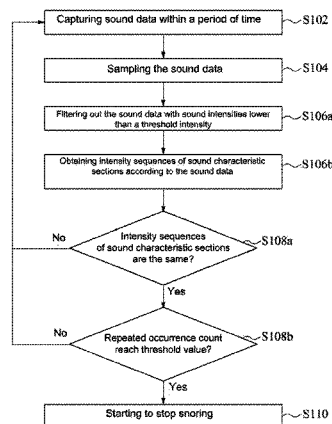 Capturing sound data within a period of time
S102
Sampling the sound data
S104
Filtering out the sound data with sound intensities lower
than a threshold intensity
S106a
Obtaining intensity sequences of sound characteristic
sections according to the sound data
S106b
Intensity sequences
of sound characteristic sections
are the same?
S108a
No
Yes
Repeated occurrence count
reach threshold value?
S108b
No
Yes
Starting to stop snoring
S110